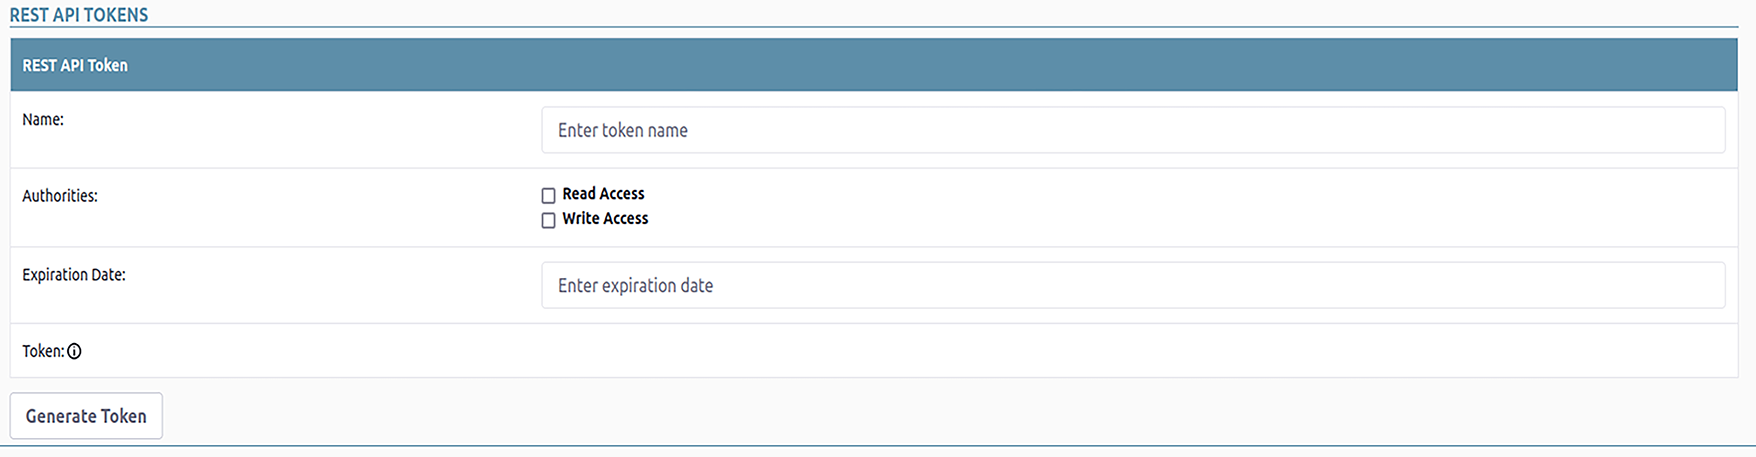 REST API TOKENS
REST API Token
Name:
Enter token name
Authorities:
Read Access
Write Access
Expiration Date:
Enter expiration date
Token:
Generate Token